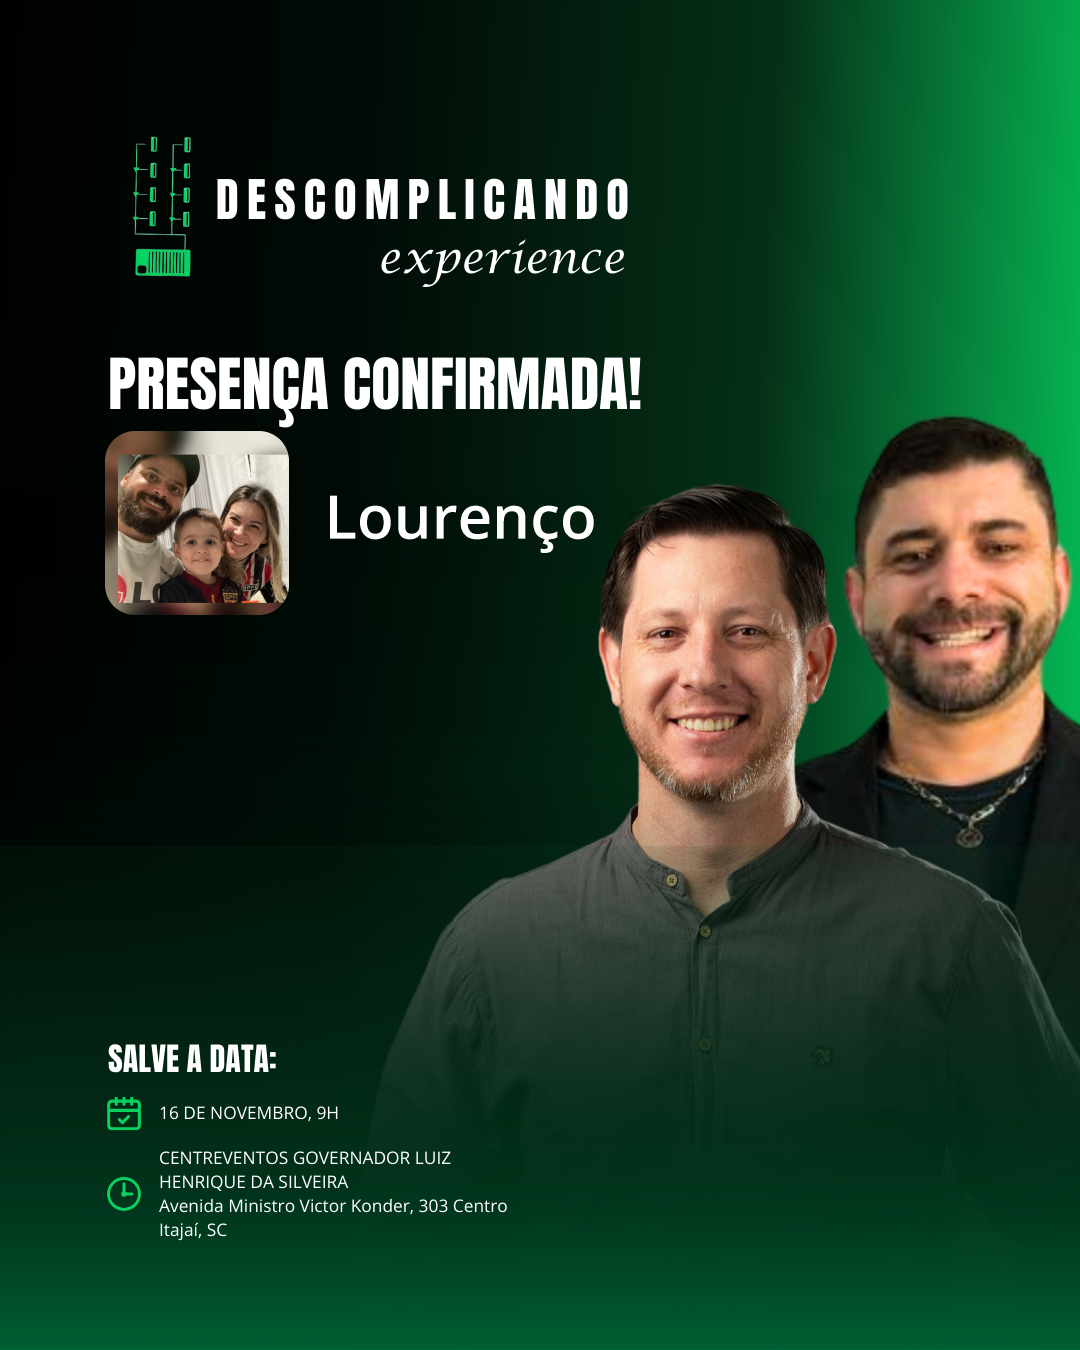 DESCOMPLICANDO
experience
PRESENÇA CONFIRMADA!
Lourenço
SALVE A DATA:
16 DE NOVEMBRO, 9H
CENTREVENTOS GOVERNADOR LUIZ
HENRIQUE DA SILVEIRA
Avenida Ministro Victor Konder, 303 Centro
Itajaí, SC